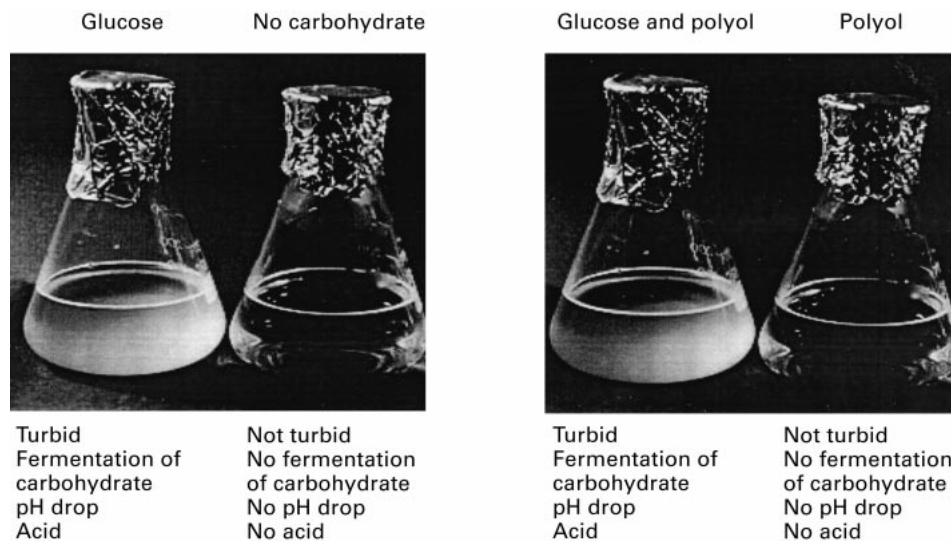 Glucose
No carbohydrate
Turbid
Fermentation of
carbohydrate
pH drop
Acid
Not turbid
No fermentation
of carbohydrate
No pH drop
No acid
Glucose and polyol
Polyol
Turbid
Fermentation of
carbohydrate
pH drop
Acid
Not turbid
No fermentation
of carbohydrate
No pH drop
No acid